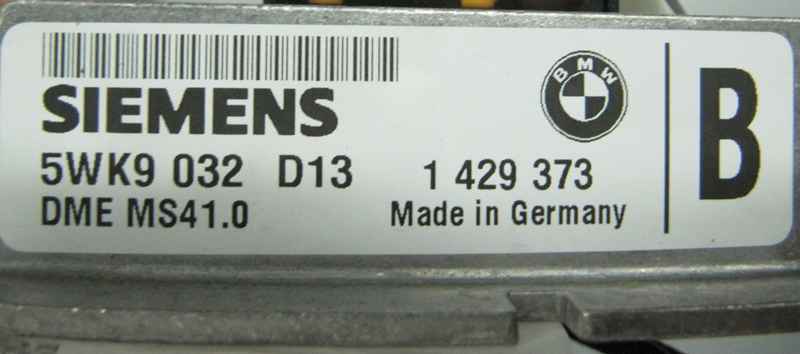 SIEMENS
BMW
5WK9 032 D13 1 429 373
DME MS41.0 Made in Germany
B